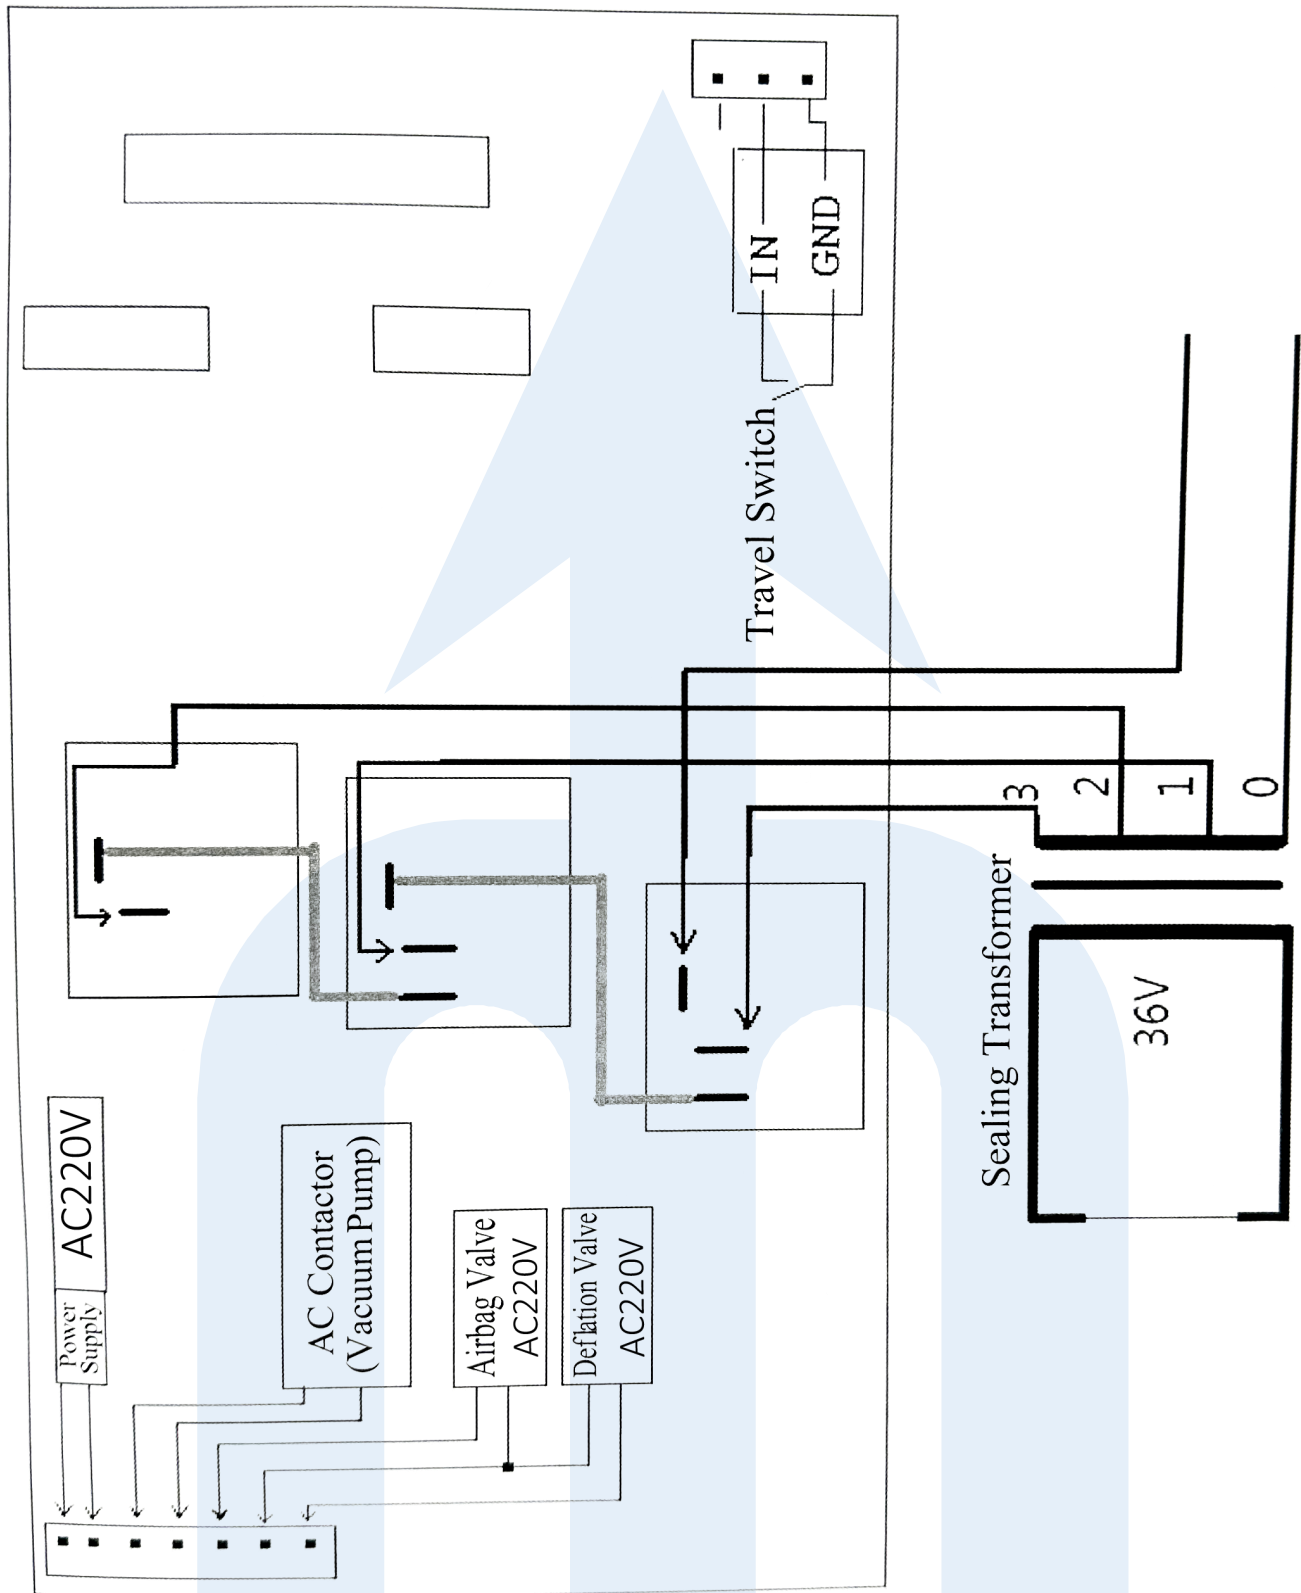 IN
GND
Travel Switch
3
2
1
0
Sealing Transformer
36V
AC220V
Power
Supply
AC Contactor
(Vacuum Pump)
Airbag Valve
AC220V
Deflation Valve
AC220V